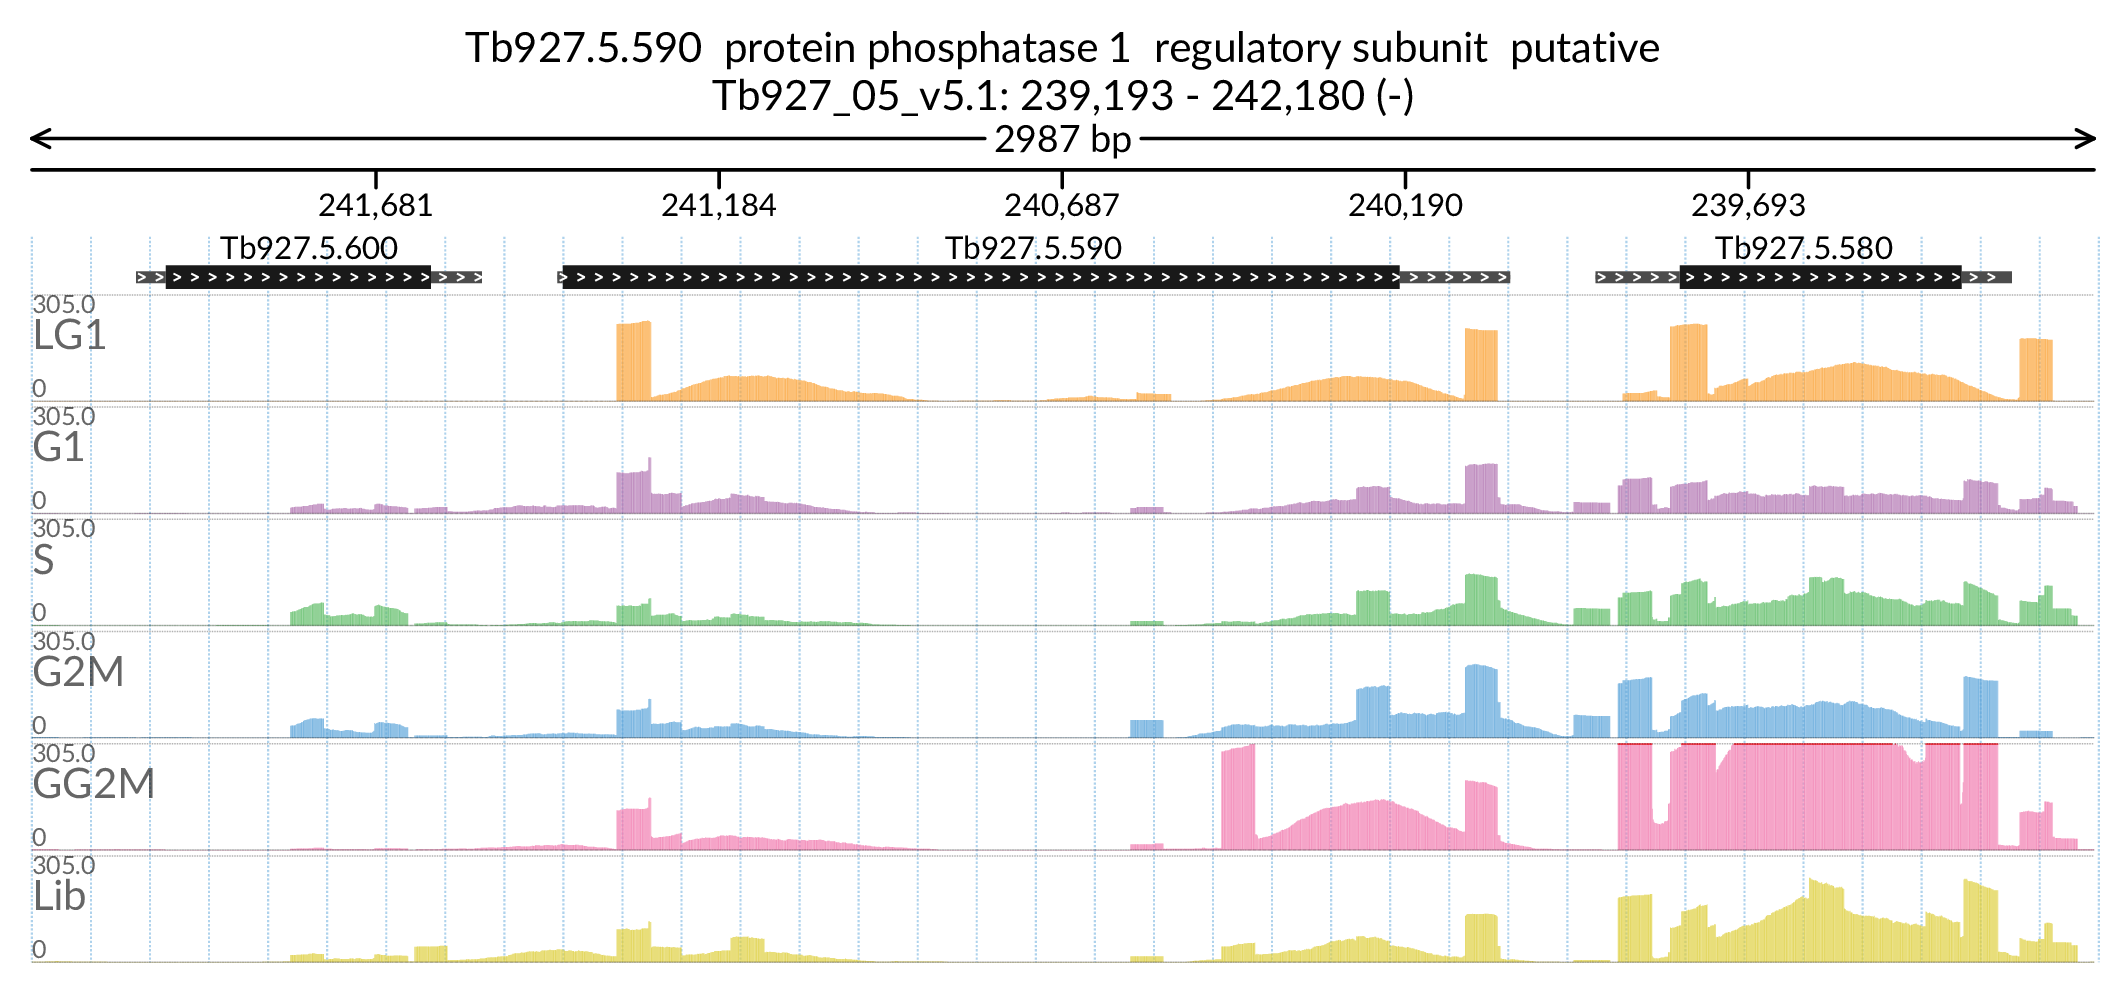 Tb927.5.590  protein phosphatase 1  regulatory subunit  putative
Tb927_05_v5.1: 239,193 - 242,180 (-)
2987 bp
241,681 241,184 240,687 240,190 239,693
Tb927.5.600 Tb927.5.590 Tb927.5.580
305.0
LG1
0
305.0
G1
0
305.0
S
0
305.0
G2M
0
305.0
GG2M
0
305.0
Lib
0